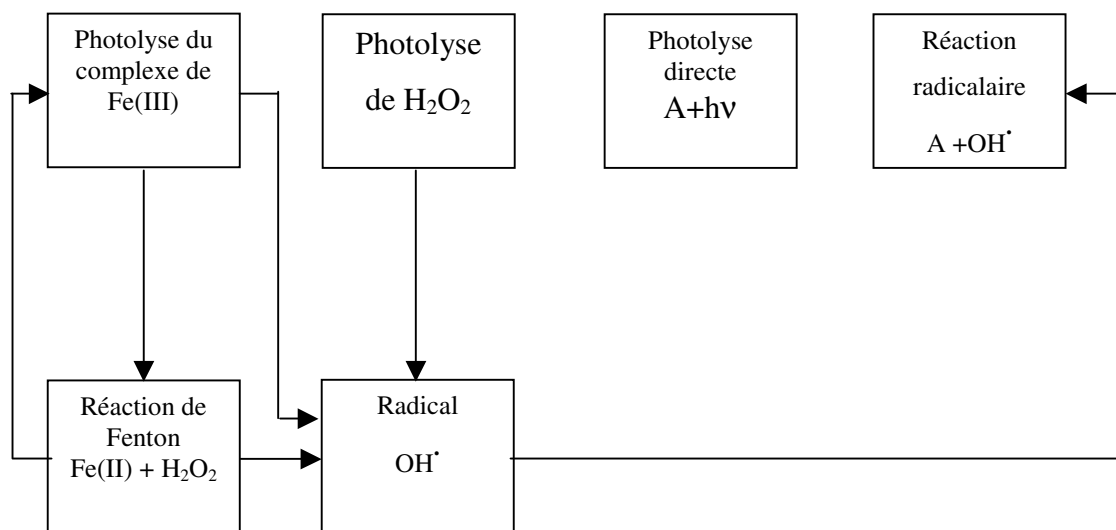 Photolyse du
complexe de
Fe(III)
Photolyse
de H₂O₂
Photolyse
directe
A+hν
Réaction
radicalaire
A +OH•
Réaction de
Fenton
Fe(II) + H₂O₂
Radical
OH•